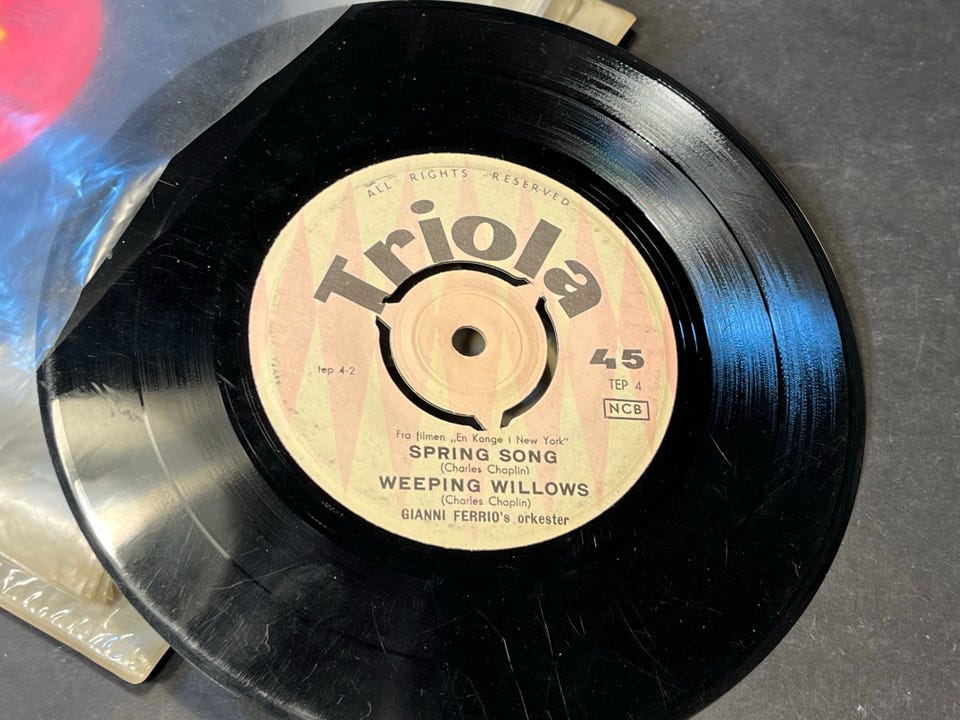 ALL RIGHTS RESERVED
Triola
45
tep 4-2
TEP 4
NCB
Fra filmen „En Konge i New York"
SPRING SONG
(Charles Chaplin)
WEEPING WILLOWS
(Charles Chaplin)
GIANNI FERRIO's orkester